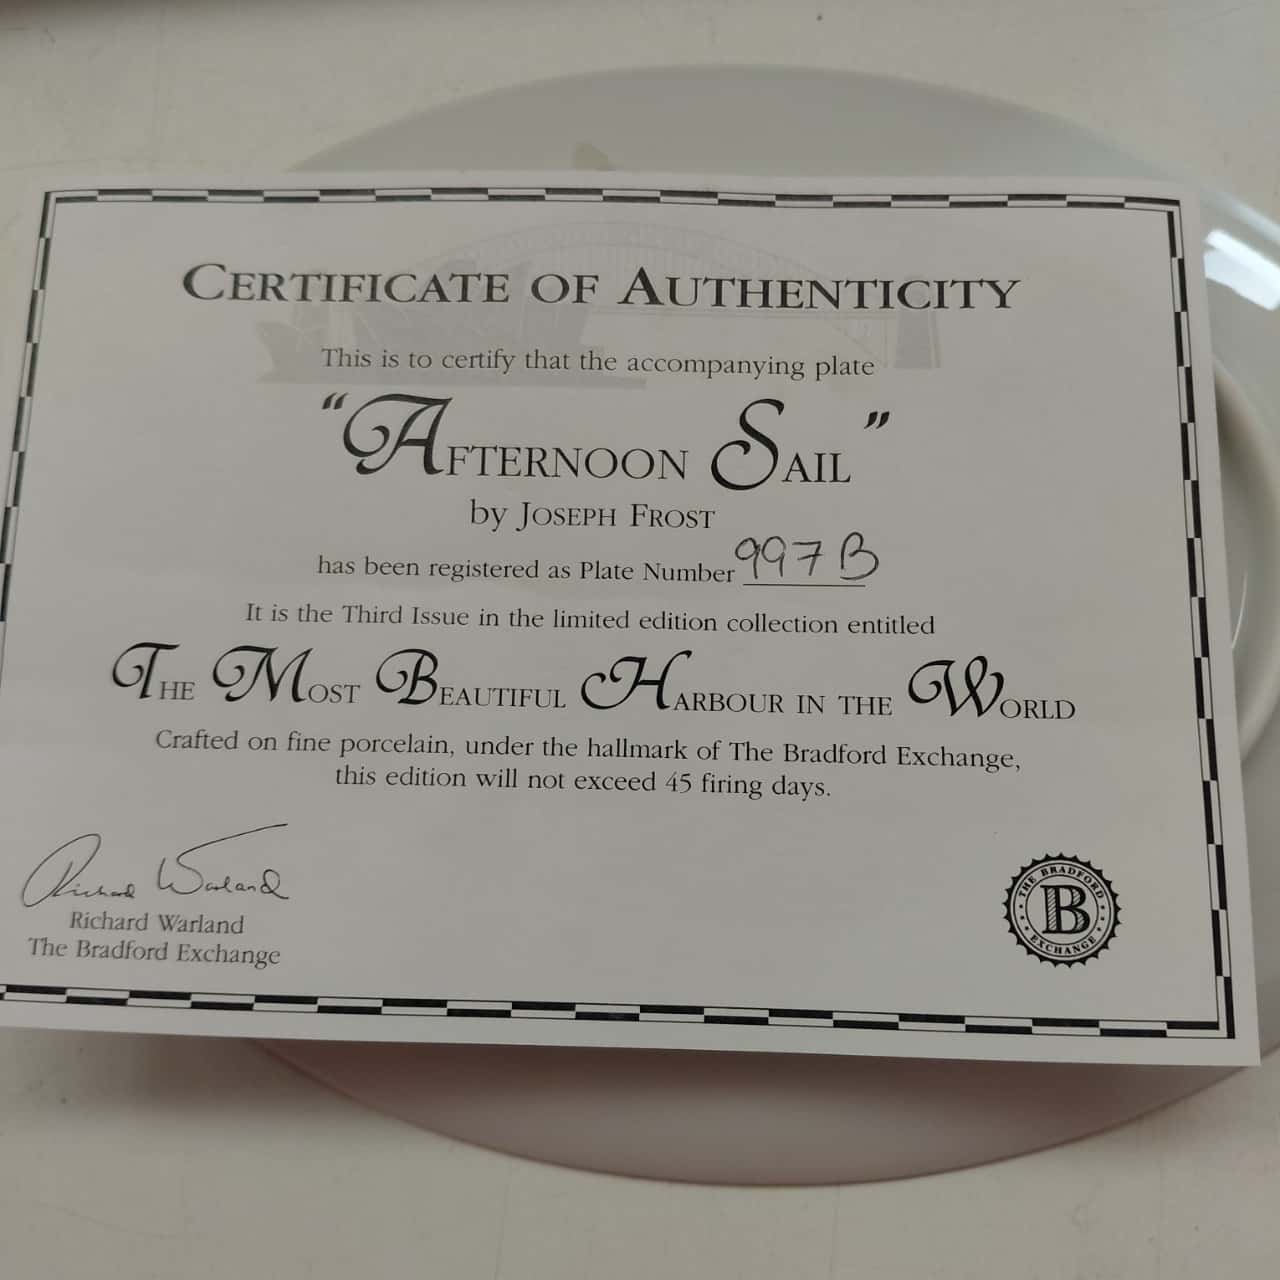 CERTIFICATE OF AUTHENTICITY
This is to certify that the accompanying plate
"AFTERNOON SAIL"
by JOSEPH FROST
has been registered as Plate Number 997B
It is the Third Issue in the limited edition collection entitled
THE MOST BEAUTIFUL HARBOUR IN THE WORLD
Crafted on fine porcelain, under the hallmark of The Bradford Exchange,
this edition will not exceed 45 firing days.
Richard Warland
Richard Warland
The Bradford Exchange
THE BRADFORD
B
EXCHANGE